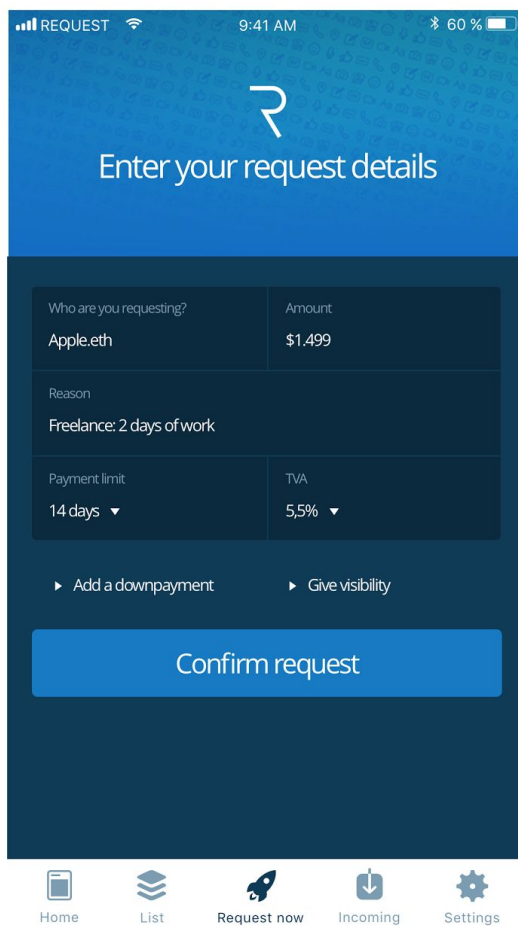 REQUEST 9:41 AM 60 %
Enter your request details
Who are you requesting? Amount
Apple.eth $1.499
Reason
Freelance: 2 days of work
Payment limit TVA
14 days 5,5%
Add a downpayment Give visibility
Confirm request
Home List Request now Incoming Settings